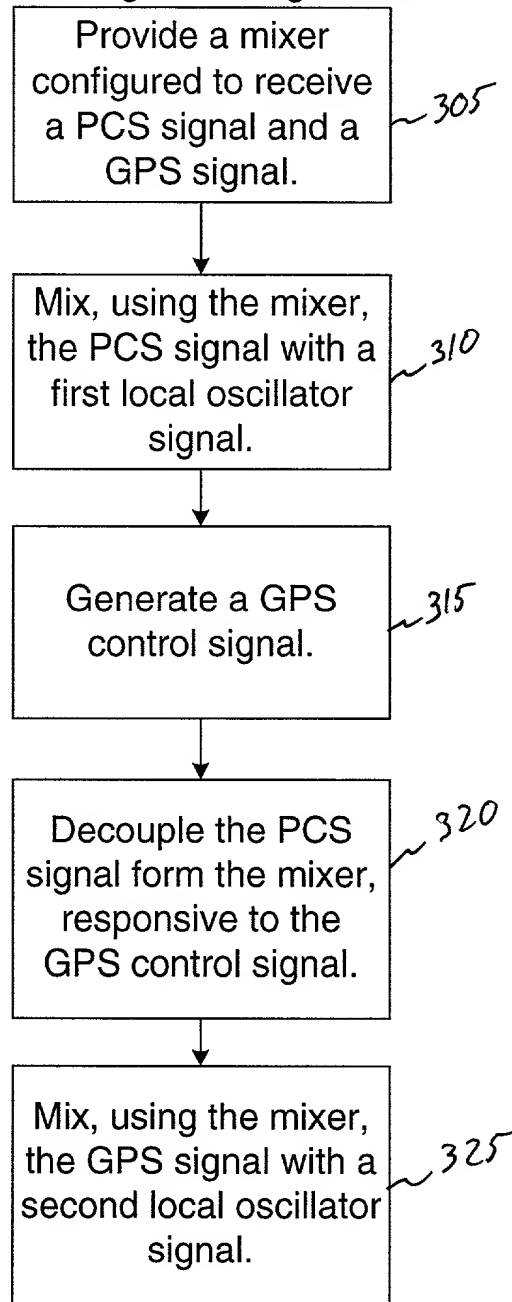 Provide a mixer
configured to receive
a PCS signal and a
GPS signal.
305
Mix, using the mixer,
the PCS signal with a
first local oscillator
signal.
310
Generate a GPS
control signal.
315
Decouple the PCS
signal form the mixer,
responsive to the
GPS control signal.
320
Mix, using the mixer,
the GPS signal with a
second local oscillator
signal.
325